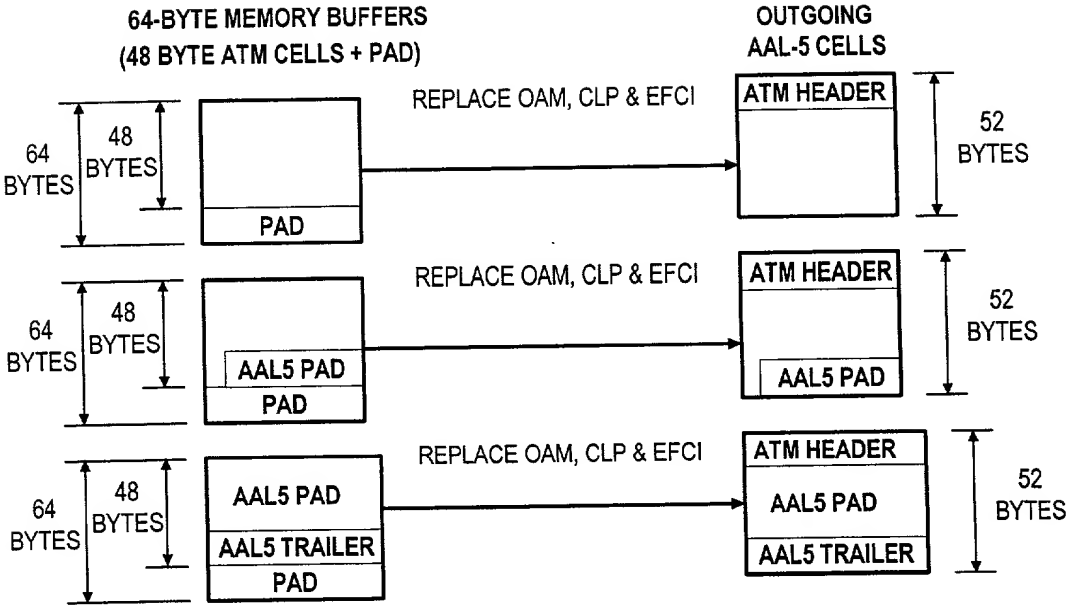 64-BYTE MEMORY BUFFERS
(48 BYTE ATM CELLS + PAD)
OUTGOING
AAL-5 CELLS
64
BYTES
48
BYTES
PAD
REPLACE OAM, CLP & EFCI
ATM HEADER
52
BYTES
64
BYTES
48
BYTES
AAL5 PAD
PAD
REPLACE OAM, CLP & EFCI
ATM HEADER
AAL5 PAD
52
BYTES
64
BYTES
48
BYTES
AAL5 PAD
AAL5 TRAILER
PAD
REPLACE OAM, CLP & EFCI
ATM HEADER
AAL5 PAD
AAL5 TRAILER
52
BYTES